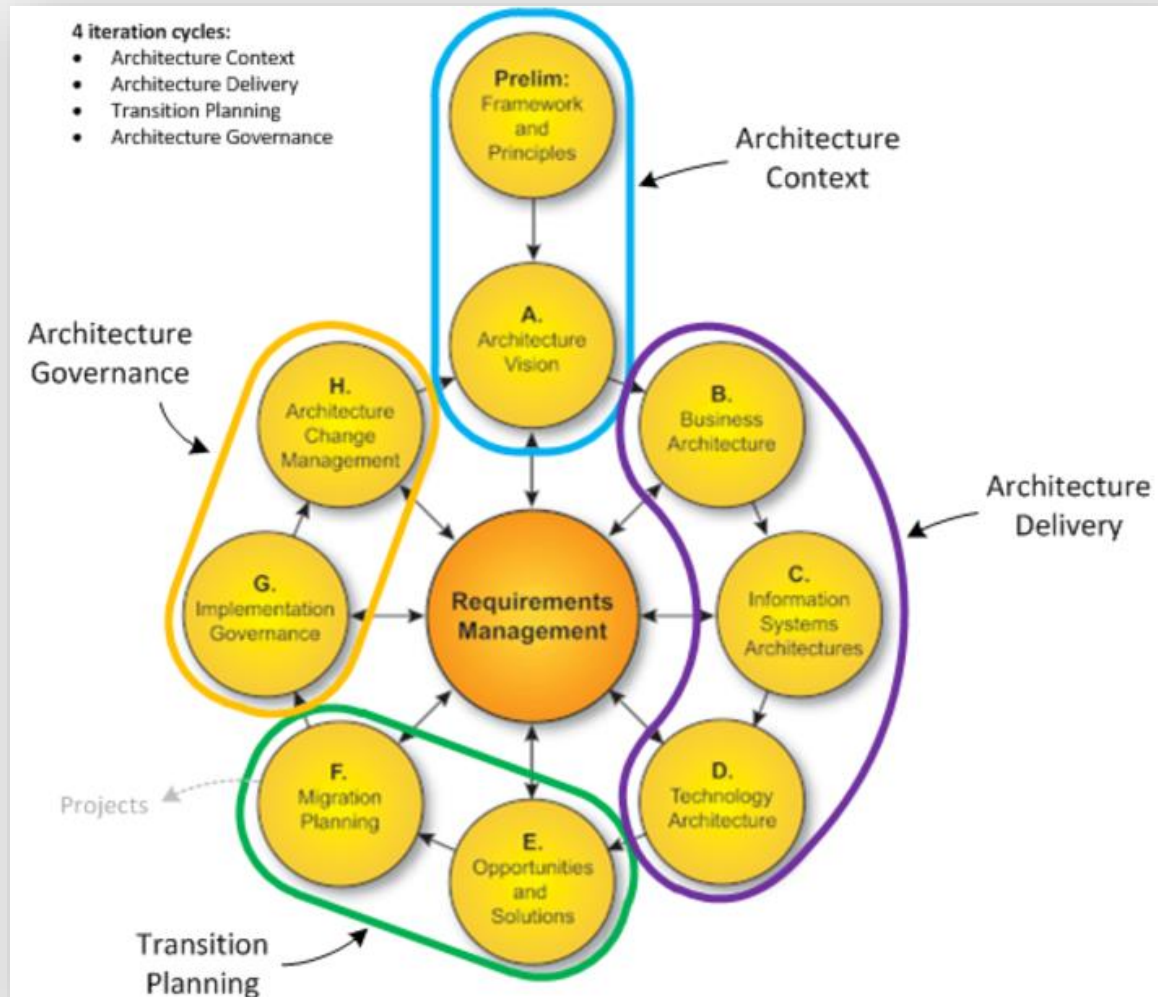 4 iteration cycles:
• Architecture Context
• Architecture Delivery
• Transition Planning
• Architecture Governance
Prelim:
Framework
and
Principles
Architecture
Context
A.
Architecture
Vision
Architecture
Governance
H.
Architecture
Change
Management
B.
Business
Architecture
Architecture
Delivery
G.
Implementation
Governance
Requirements
Management
C.
Information
Systems
Architectures
F.
Migration
Planning
Projects
D.
Technology
Architecture
E.
Opportunities
and
Solutions
Transition
Planning